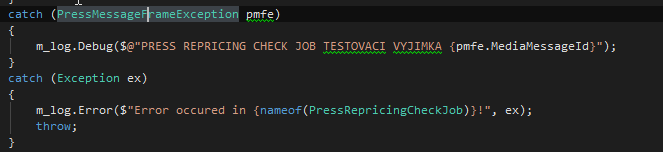 catch (PressMessageFrameException pmfe)
{
m_log.Debug($@"PRESS REPRICING CHECK JOB TESTOVACI VYJIMKA {pmfe.MediaMessageId}");
}
catch (Exception ex)
{
m_log.Error($"Error occured in {nameof(PressRepricingCheckJob)}!", ex);
throw;
}